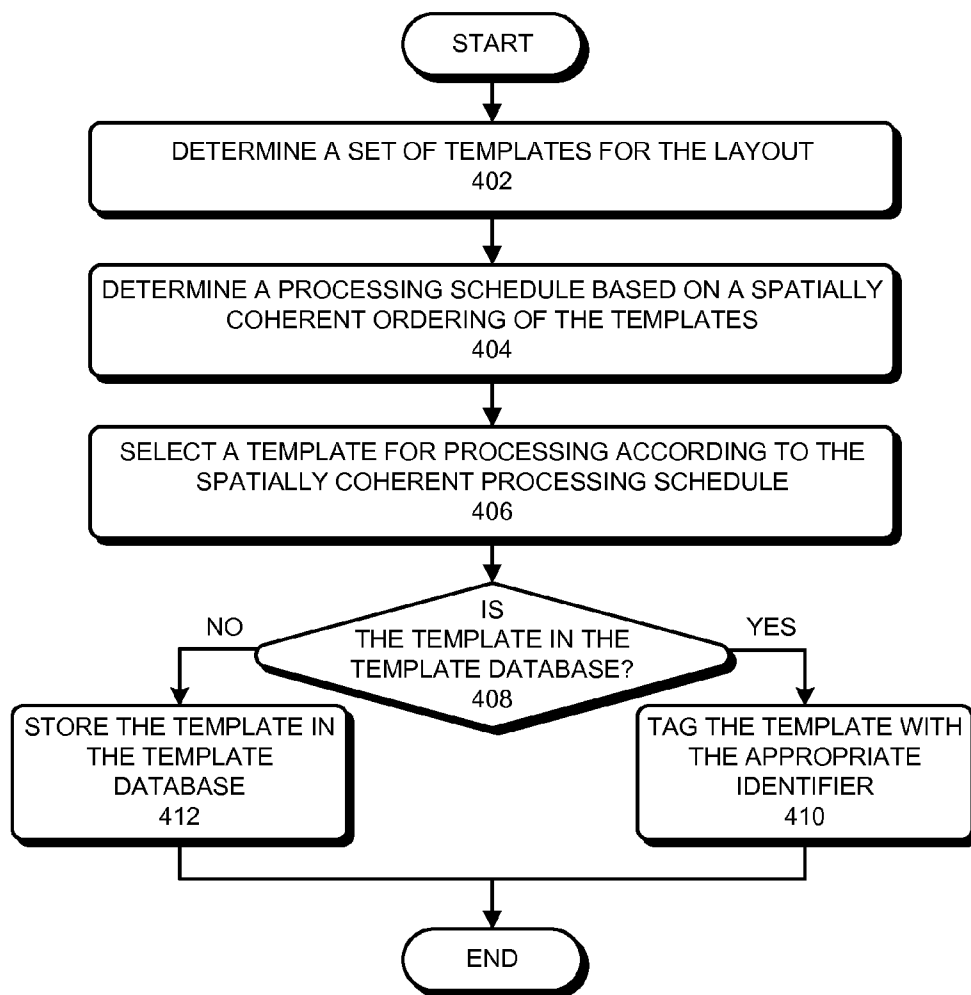 START
DETERMINE A SET OF TEMPLATES FOR THE LAYOUT
402
DETERMINE A PROCESSING SCHEDULE BASED ON A SPATIALLY
COHERENT ORDERING OF THE TEMPLATES
404
SELECT A TEMPLATE FOR PROCESSING ACCORDING TO THE
SPATIALLY COHERENT PROCESSING SCHEDULE
406
IS
THE TEMPLATE IN THE
TEMPLATE DATABASE?
408
NO
YES
STORE THE TEMPLATE IN
THE TEMPLATE
DATABASE
412
TAG THE TEMPLATE WITH
THE APPROPRIATE
IDENTIFIER
410
END